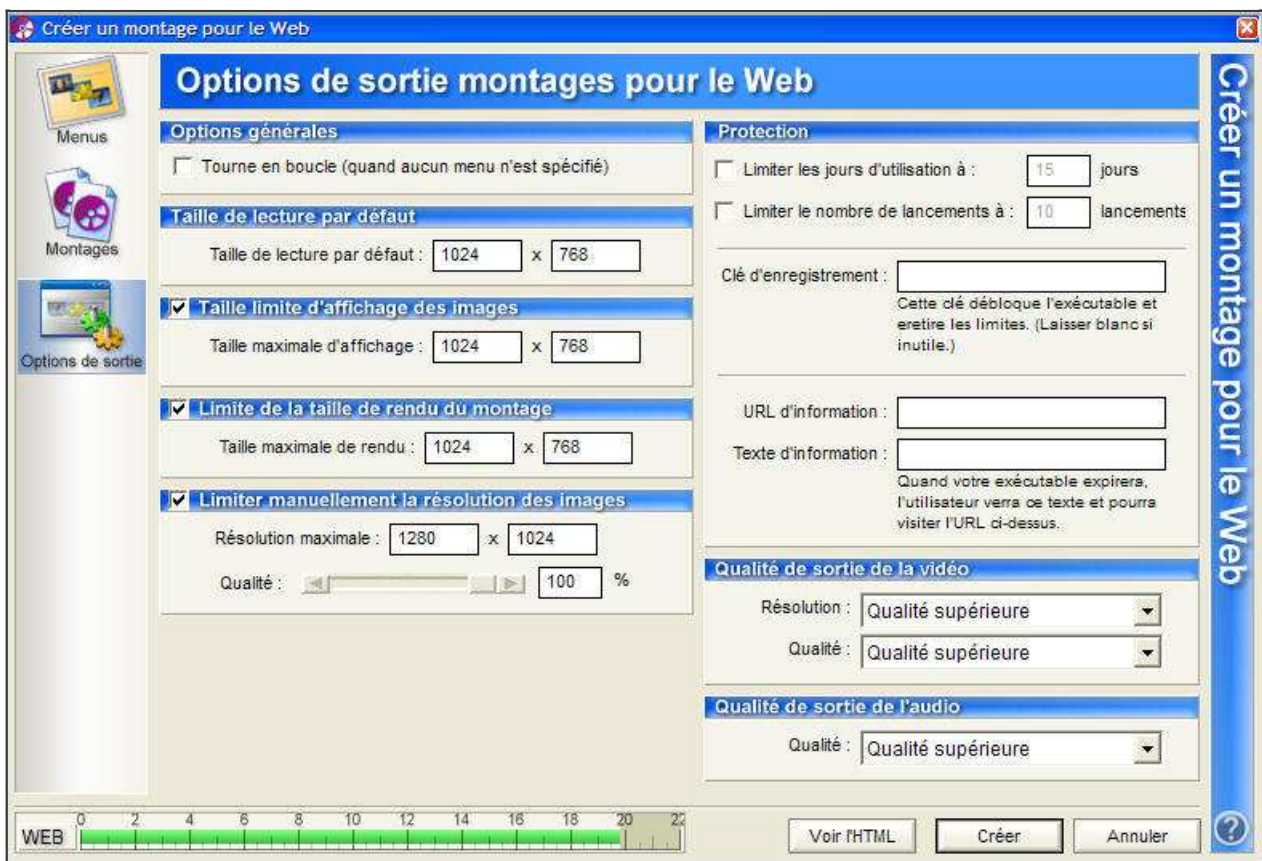 Créer un montage pour le Web
Menus
Montages
Options de sortie
Options de sortie montages pour le Web
Options générales
Tourne en boucle (quand aucun menu n'est spécifié)
Taille de lecture par défaut
Taille de lecture par défaut : 1024 x 768
Taille limite d'affichage des images
Taille maximale d'affichage : 1024 x 768
Limite de la taille de rendu du montage
Taille maximale de rendu : 1024 x 768
Limiter manuellement la résolution des images
Résolution maximale : 1280 x 1024
Qualité : 100 %
Protection
Limiter les jours d'utilisation à : 15 jours
Limiter le nombre de lancements à : 10 lancements
Clé d'enregistrement :
Cette clé débloque l'exécutable et
eretire les limites. (Laisser blanc si
inutile.)
URL d'information :
Texte d'information :
Quand votre exécutable expirera,
l'utilisateur verra ce texte et pourra
visiter l'URL ci-dessus.
Qualité de sortie de la vidéo
Résolution : Qualité supérieure
Qualité : Qualité supérieure
Qualité de sortie de l'audio
Qualité : Qualité supérieure
Créer un montage pour le Web
WEB 0 2 4 6 8 10 12 14 16 18 20 22
Voir l'HTML Créer Annuler ?